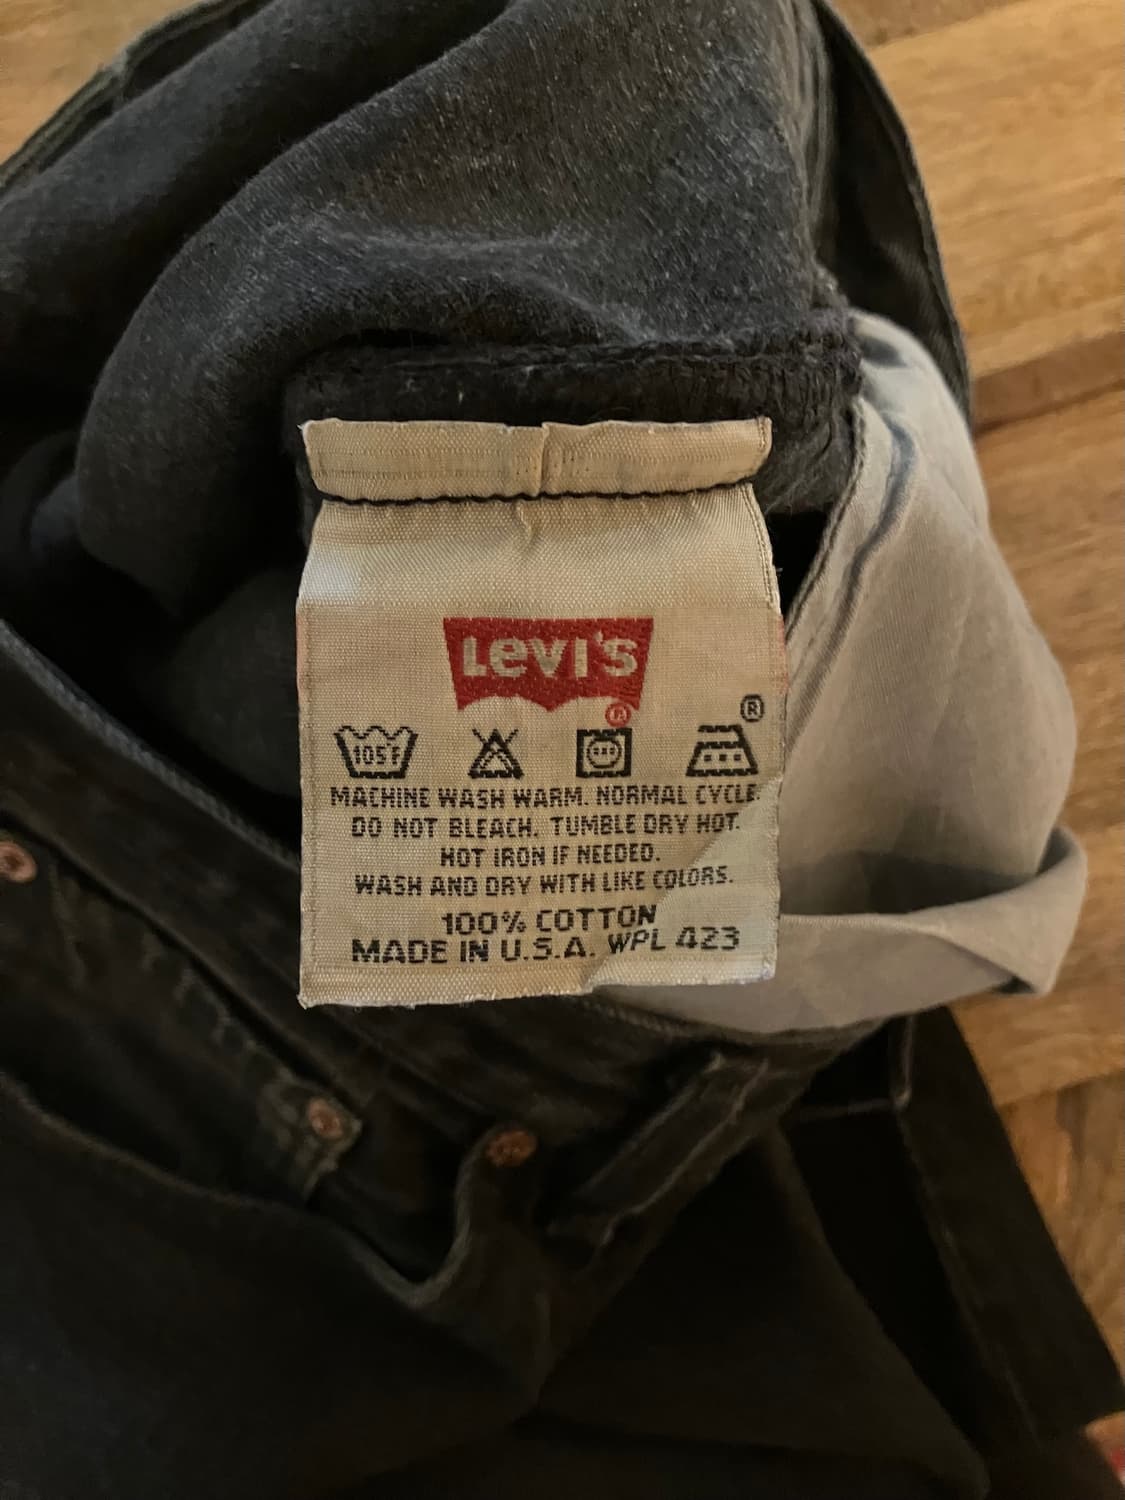 Levi's
®
®
105°F
MACHINE WASH WARM. NORMAL CYCLE.
DO NOT BLEACH. TUMBLE DRY HOT.
HOT IRON IF NEEDED.
WASH AND DRY WITH LIKE COLORS.
100% COTTON
MADE IN U.S.A. WPL 423